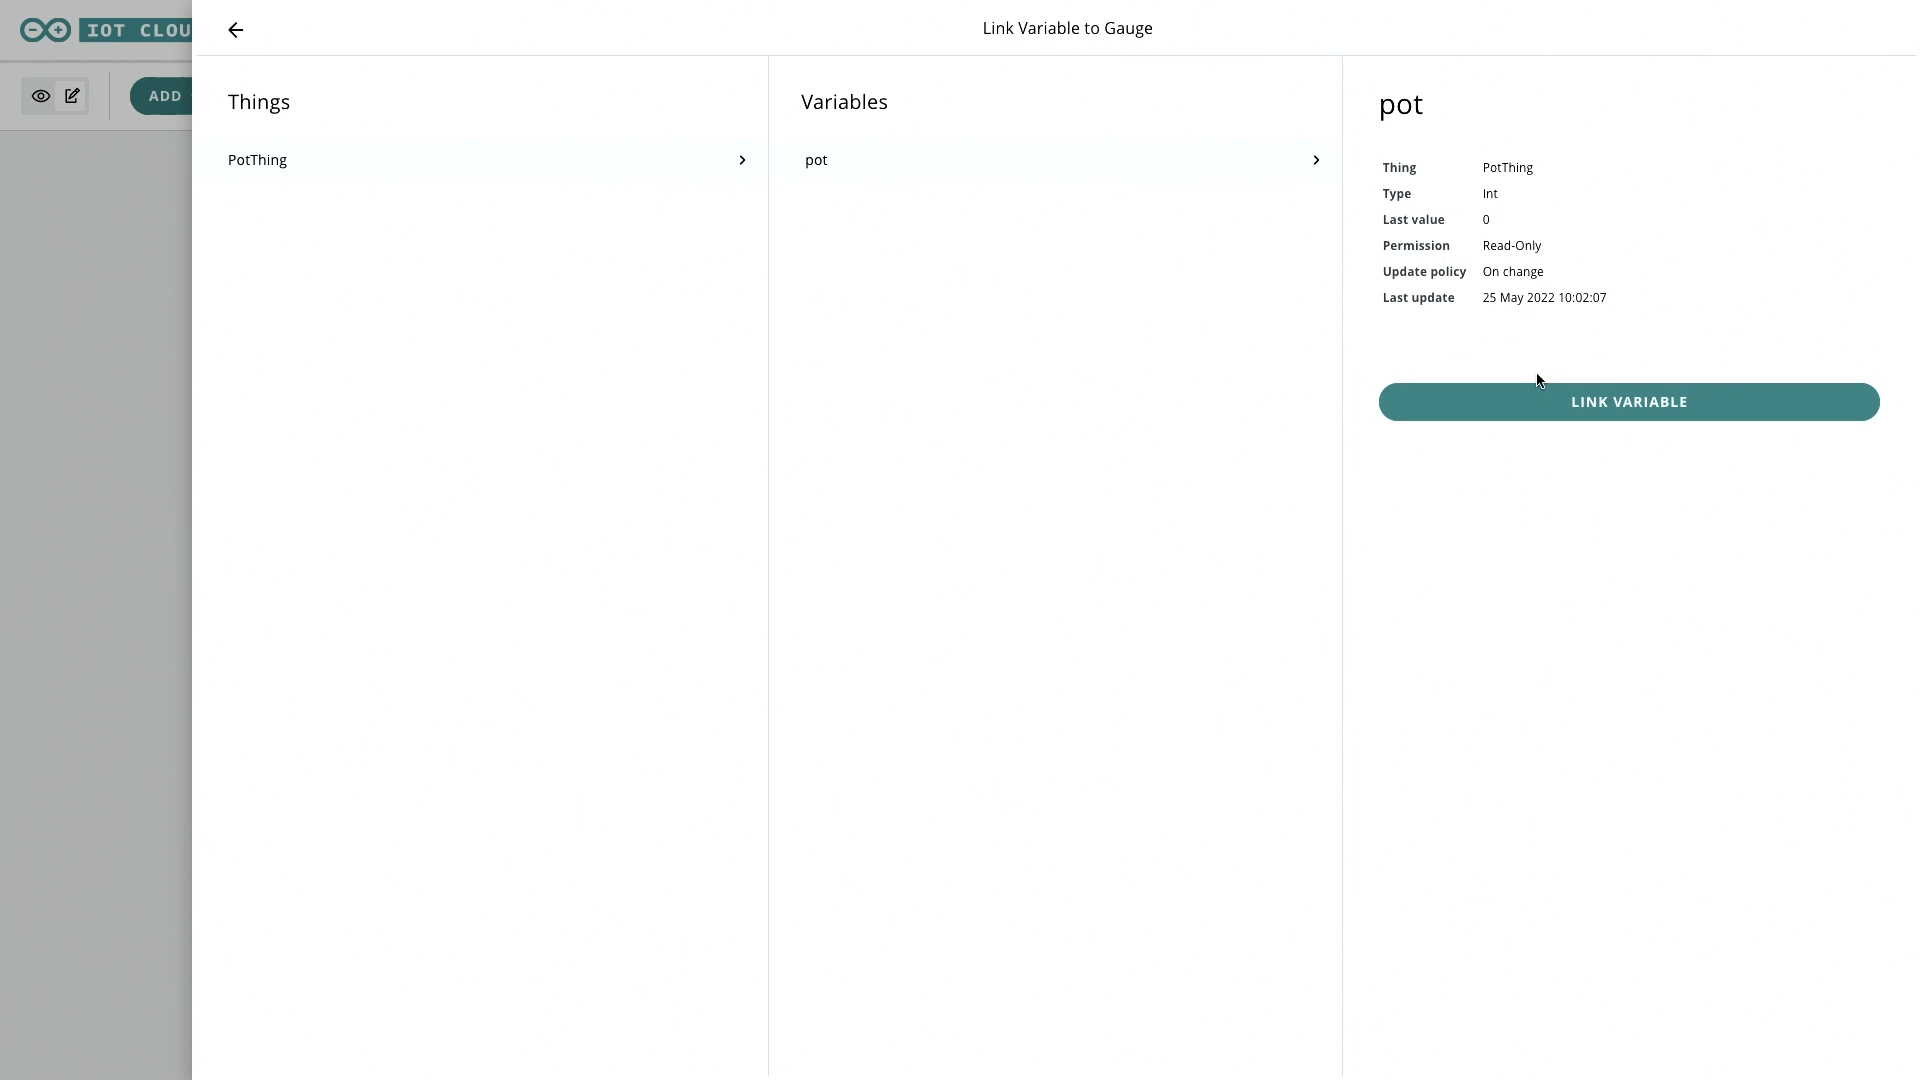 IOT CLOU
Link Variable to Gauge
ADD
Things
Variables
pot
PotThing
pot
Thing PotThing
Type Int
Last value 0
Permission Read-Only
Update policy On change
Last update 25 May 2022 10:02:07
LINK VARIABLE